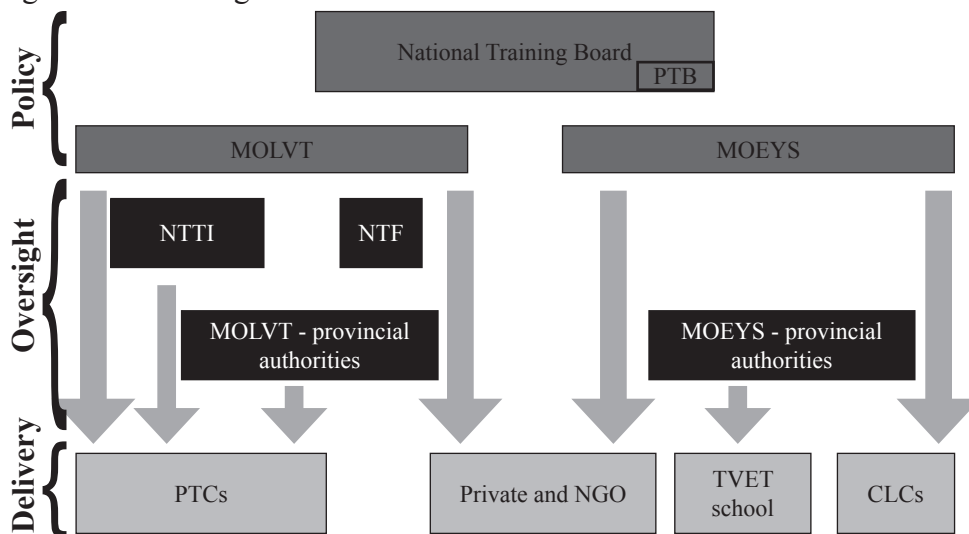 Policy
National Training Board
PTB
MOLVT
MOEYS
Oversight
NTTI
NTF
MOLVT - provincial
authorities
MOEYS - provincial
authorities
Delivery
PTCs
Private and NGO
TVET
school
CLCs